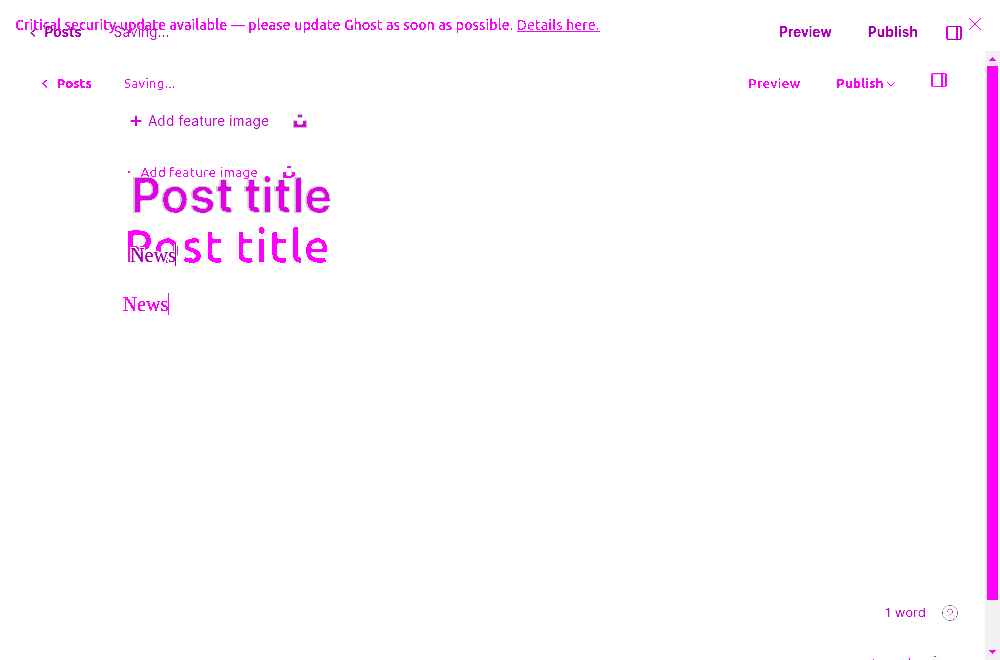 Critical security update available — please update Ghost as soon as possible. Details here.
Posts Saving... Preview Publish
Posts Saving... Preview Publish
Add feature image
Add feature image
Post title
Post title
News
News
1 word